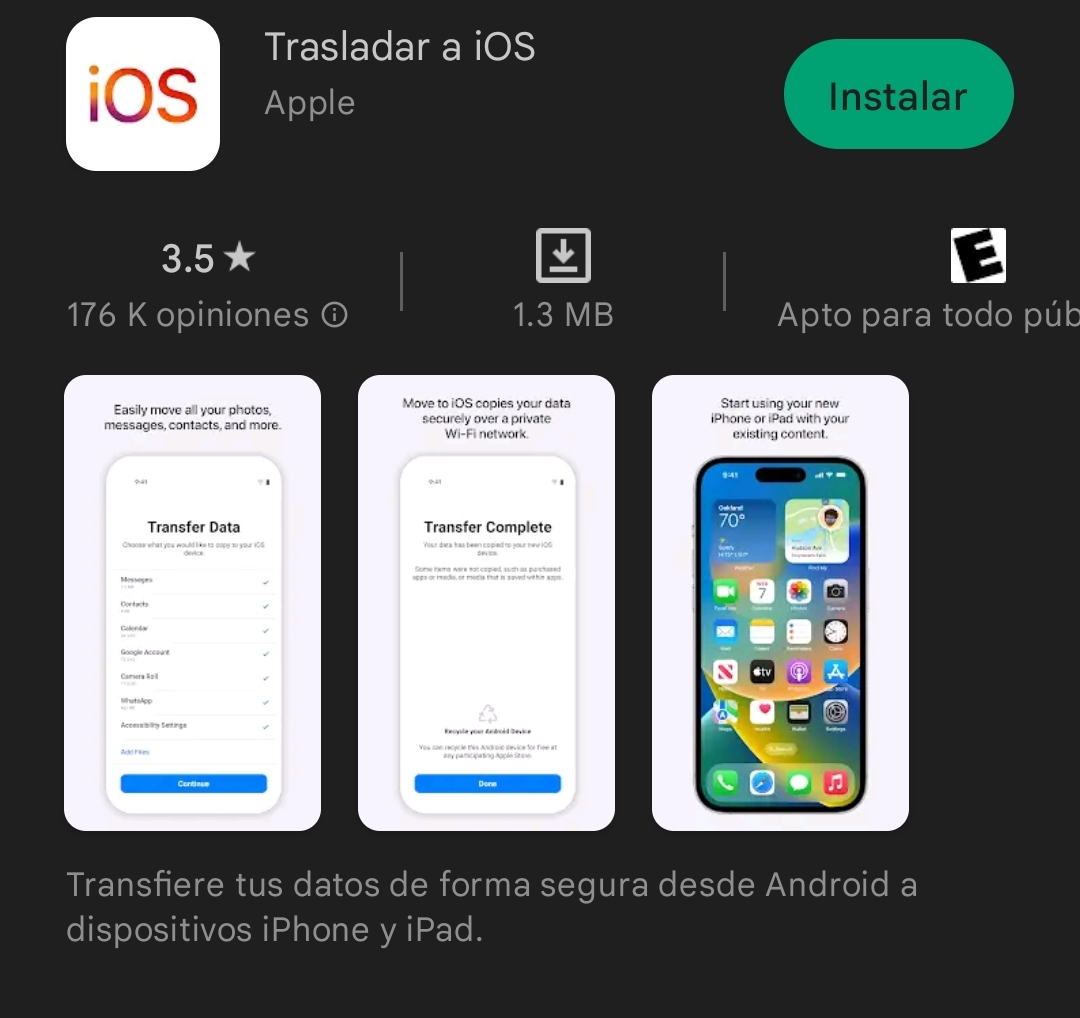 iOS
Trasladar a iOS
Apple
Instalar
3.5 ★
176 K opiniones
1.3 MB
E
Apto para todo púb
Easily move all your photos,
messages, contacts, and more.
9:41
Transfer Data
Choose what you would like to copy to your iOS
device.
Messages
Contacts
Calendar
Google Account
Camera Roll
WhatsApp
Accessibility Settings
Add Files
Continue
Move to iOS copies your data
securely over a private
Wi-Fi network.
9:41
Transfer Complete
Your data has been copied to your new iOS
device.
Some items were not copied, such as purchased
apps or media, or media that is saved within apps.
Recycle your Android Device
You can recycle this Android device for free at
any participating Apple Store.
Done
Start using your new
iPhone or iPad with your
existing content.
9:41
Oakland
70°
Weather
Find My
7
tv
Transfiere tus datos de forma segura desde Android a
dispositivos iPhone y iPad.